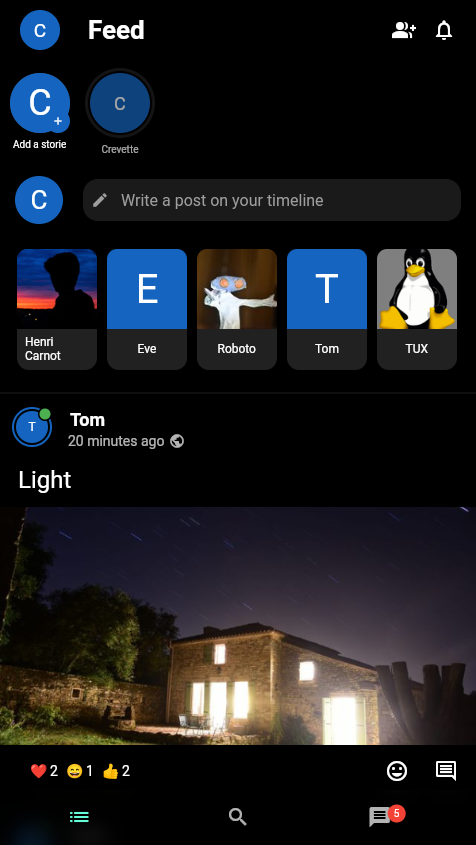 C
Feed
C
C
Add a storie
Crevette
C
Write a post on your timeline
Henri
Carnot
E
Eve
Roboto
T
Tom
TUX
T
Tom
20 minutes ago
Light
❤️ 2 😄 1 👍 2
5